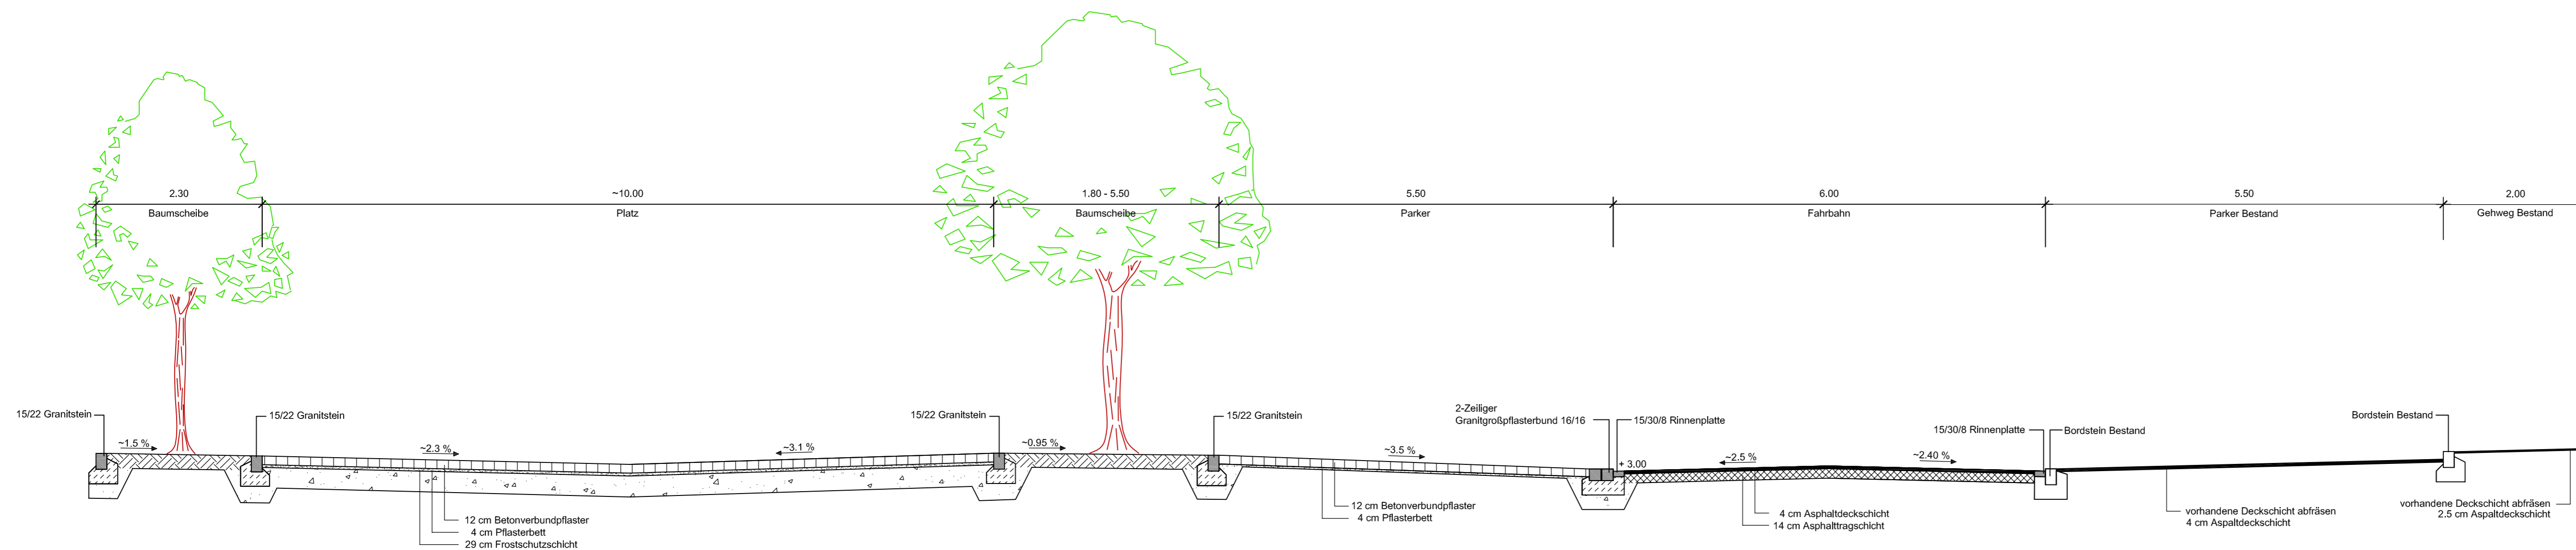 2.30
~10.00
1.80 - 5.50
5.50
6.00
5.50
2.00
Baumscheibe
Platz
Baumscheibe
Parker
Fahrbahn
Parker Bestand
Gehweg Bestand
15/22 Granitstein
15/22 Granitstein
15/22 Granitstein
15/22 Granitstein
2-Zeiliger
Granitgroßpflasterbund 16/16
15/30/8 Rinnenplatte
15/30/8 Rinnenplatte
Bordstein Bestand
Bordstein Bestand
~1.5 %
~2.3 %
~3.1 %
~0.95 %
~3.5 %
+ 3.00
~2.5 %
~2.40 %
12 cm Betonverbundpflaster
4 cm Pflasterbett
29 cm Frostschutzschicht
12 cm Betonverbundpflaster
4 cm Pflasterbett
4 cm Asphaltdeckschicht
14 cm Asphalttragschicht
vorhandene Deckschicht abfräsen
4 cm Aspaltdeckschicht
vorhandene Deckschicht abfräsen
2.5 cm Aspaltdeckschicht